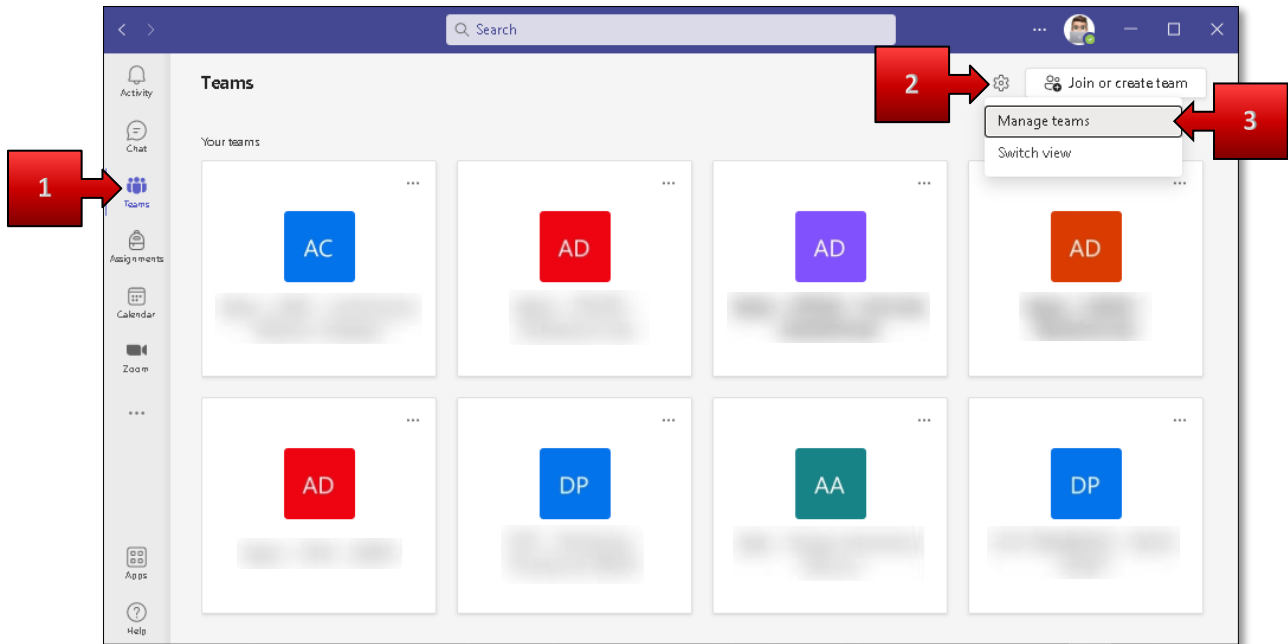 Search
Teams
2
Join or create team
Activity
Manage teams
3
Chat
Your teams
Switch view
1
Teams
AC
AD
AD
AD
Assignments
Calendar
Zoom
AD
DP
AA
DP
Apps
Help